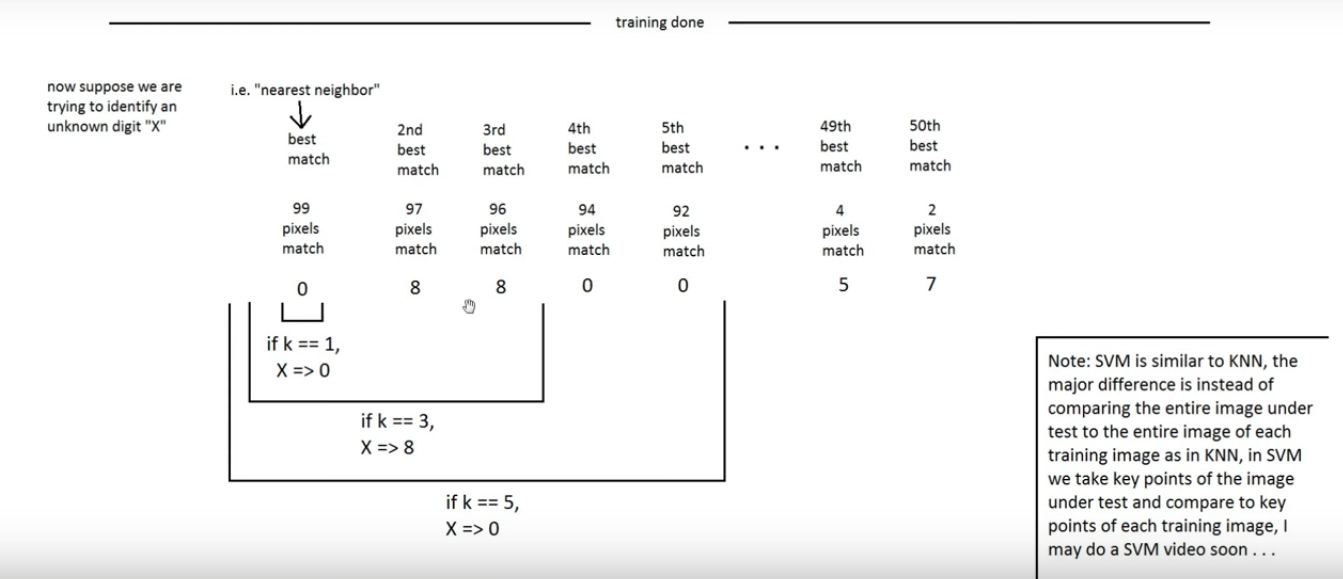 training done
now suppose we are
trying to identify an
unknown digit "X"
i.e. "nearest neighbor"
best
match
99
pixels
match
0
2nd
best
match
97
pixels
match
8
3rd
best
match
96
pixels
match
8
4th
best
match
94
pixels
match
0
5th
best
match
92
pixels
match
0
. . .
49th
best
match
4
pixels
match
5
50th
best
match
2
pixels
match
7
if k == 1,
X => 0
if k == 3,
X => 8
if k == 5,
X => 0
Note: SVM is similar to KNN, the
major difference is instead of
comparing the entire image under
test to the entire image of each
training image as in KNN, in SVM
we take key points of the image
under test and compare to key
points of each training image, I
may do a SVM video soon . . .